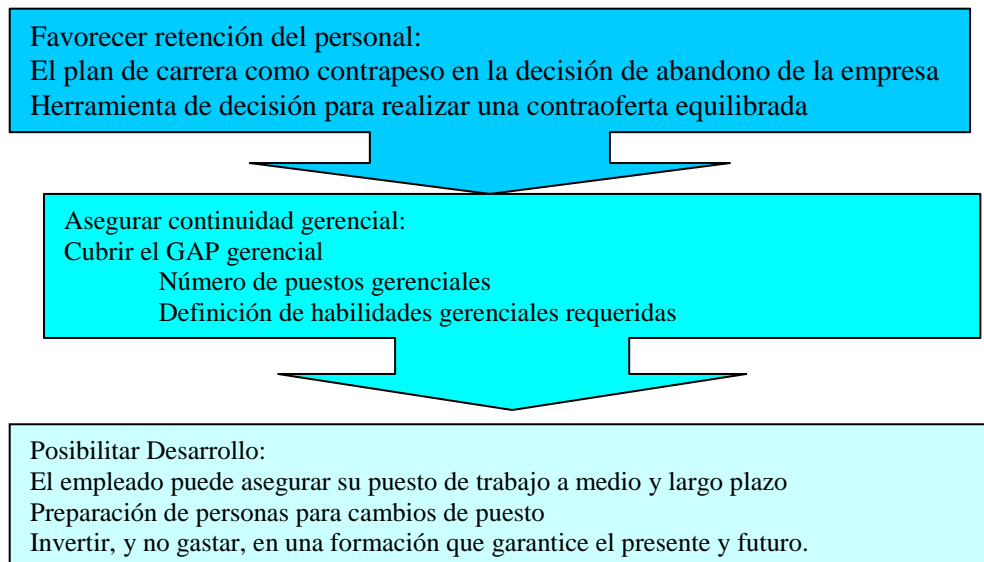 Favorecer retención del personal:
El plan de carrera como contrapeso en la decisión de abandono de la empresa
Herramienta de decisión para realizar una contraoferta equilibrada
Asegurar continuidad gerencial:
Cubrir el GAP gerencial
Número de puestos gerenciales
Definición de habilidades gerenciales requeridas
Posibilitar Desarrollo:
El empleado puede asegurar su puesto de trabajo a medio y largo plazo
Preparación de personas para cambios de puesto
Invertir, y no gastar, en una formación que garantice el presente y futuro.